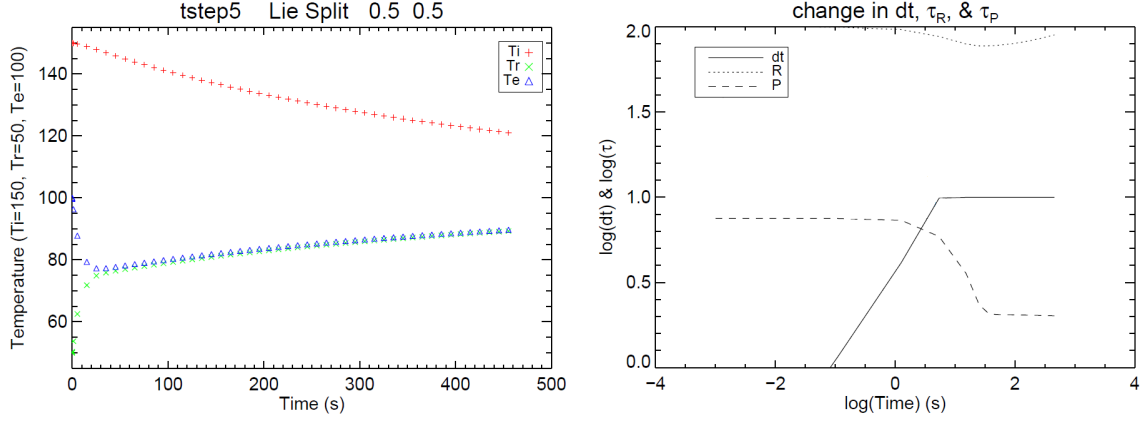 tstep5 Lie Split 0.5 0.5
Temperature (Ti=150, Tr=50, Te=100)
140
120
100
80
60
Ti
Tr
Te
0 100 200 300 400 500
Time (s)
change in dt, τR, & τP
log(dt) & log(τ)
2.0
1.5
1.0
0.5
0.0
dt
R
P
−4 −2 0 2 4
log(Time) (s)